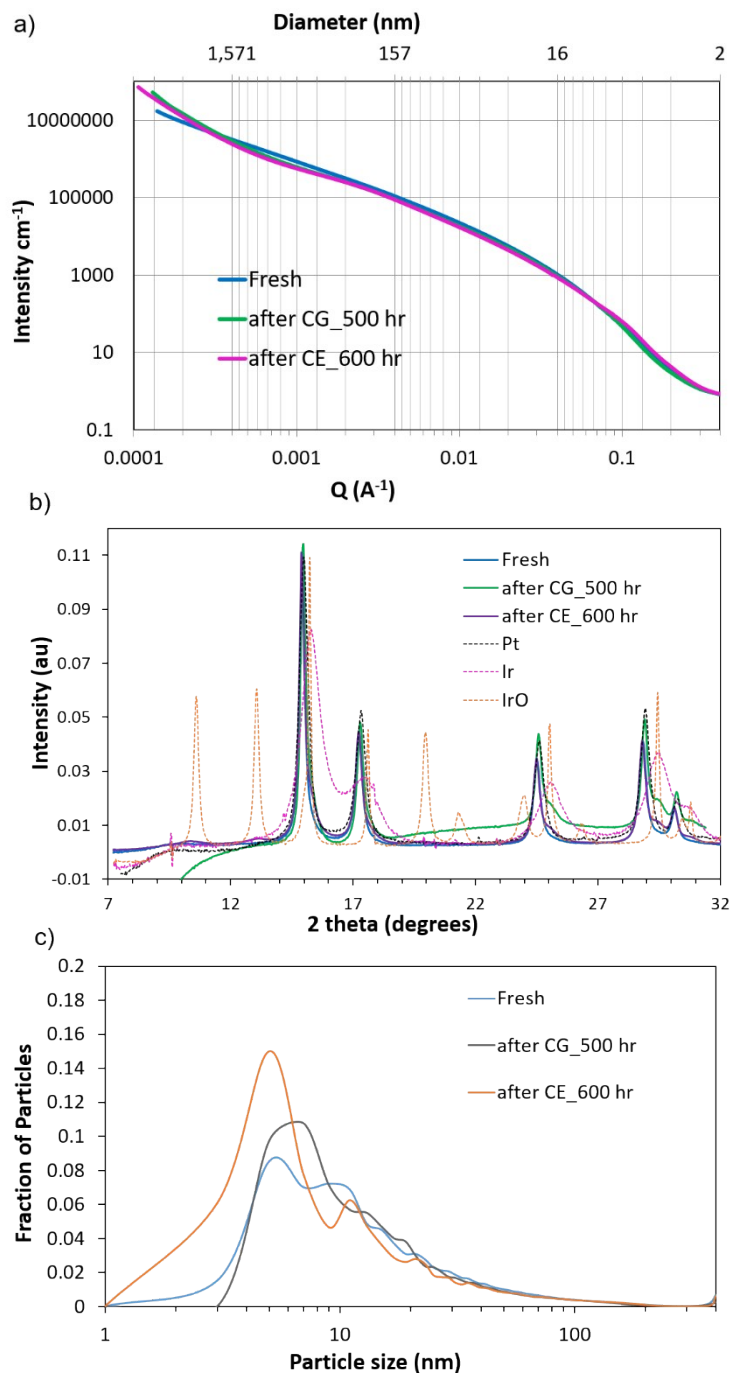 a)
Diameter (nm)
1,571 157 16 2
10000000
100000
1000
10
0.1
Intensity cm-1)
Fresh
after CG_500 hr
after CE_600 hr
0.0001 0.001 0.01 0.1
Q (A-1)
b)
0.11
0.09
0.07
0.05
0.03
0.01
-0.01
Intensity (au)
Fresh
after CG_500 hr
after CE_600 hr
Pt
Ir
IrO
7 12 17 22 27 32
2 theta (degrees)
c)
0.2
0.18
0.16
0.14
0.12
0.1
0.08
0.06
0.04
0.02
0
Fraction of Particles
Fresh
after CG_500 hr
after CE_600 hr
1 10 100
Particle size (nm)